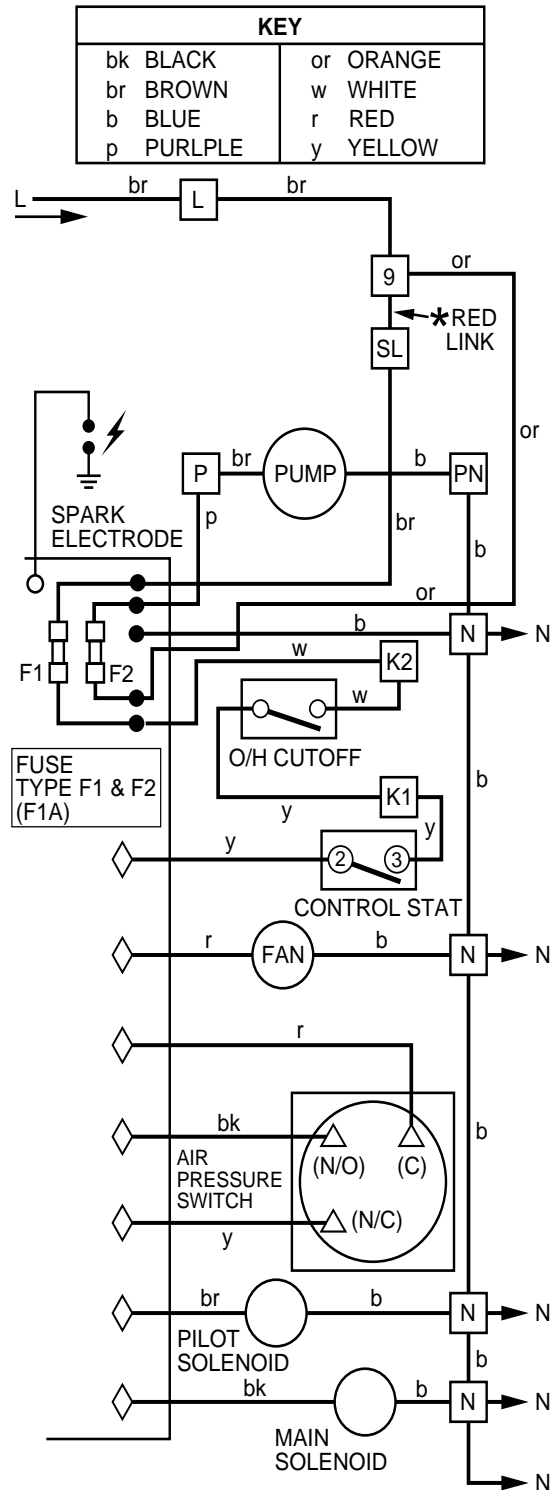 KEY
bk BLACK
br BROWN
b BLUE
p PURLPLE
or ORANGE
w WHITE
r RED
y YELLOW
L br L br
9 or
*RED
LINK
SL
or
P br PUMP b PN
SPARK
ELECTRODE
p
br
b
or
b N N
F1 F2
w K2
w
O/H CUTOFF
FUSE
TYPE F1 & F2
(F1A)
b
y K1
y
y 2 3
CONTROL STAT
r FAN b N N
r
bk
b
AIR
PRESSURE
SWITCH
(N/O) (C)
(N/C)
y
br b N N
PILOT
SOLENOID
b
bk b N N
MAIN
SOLENOID
N